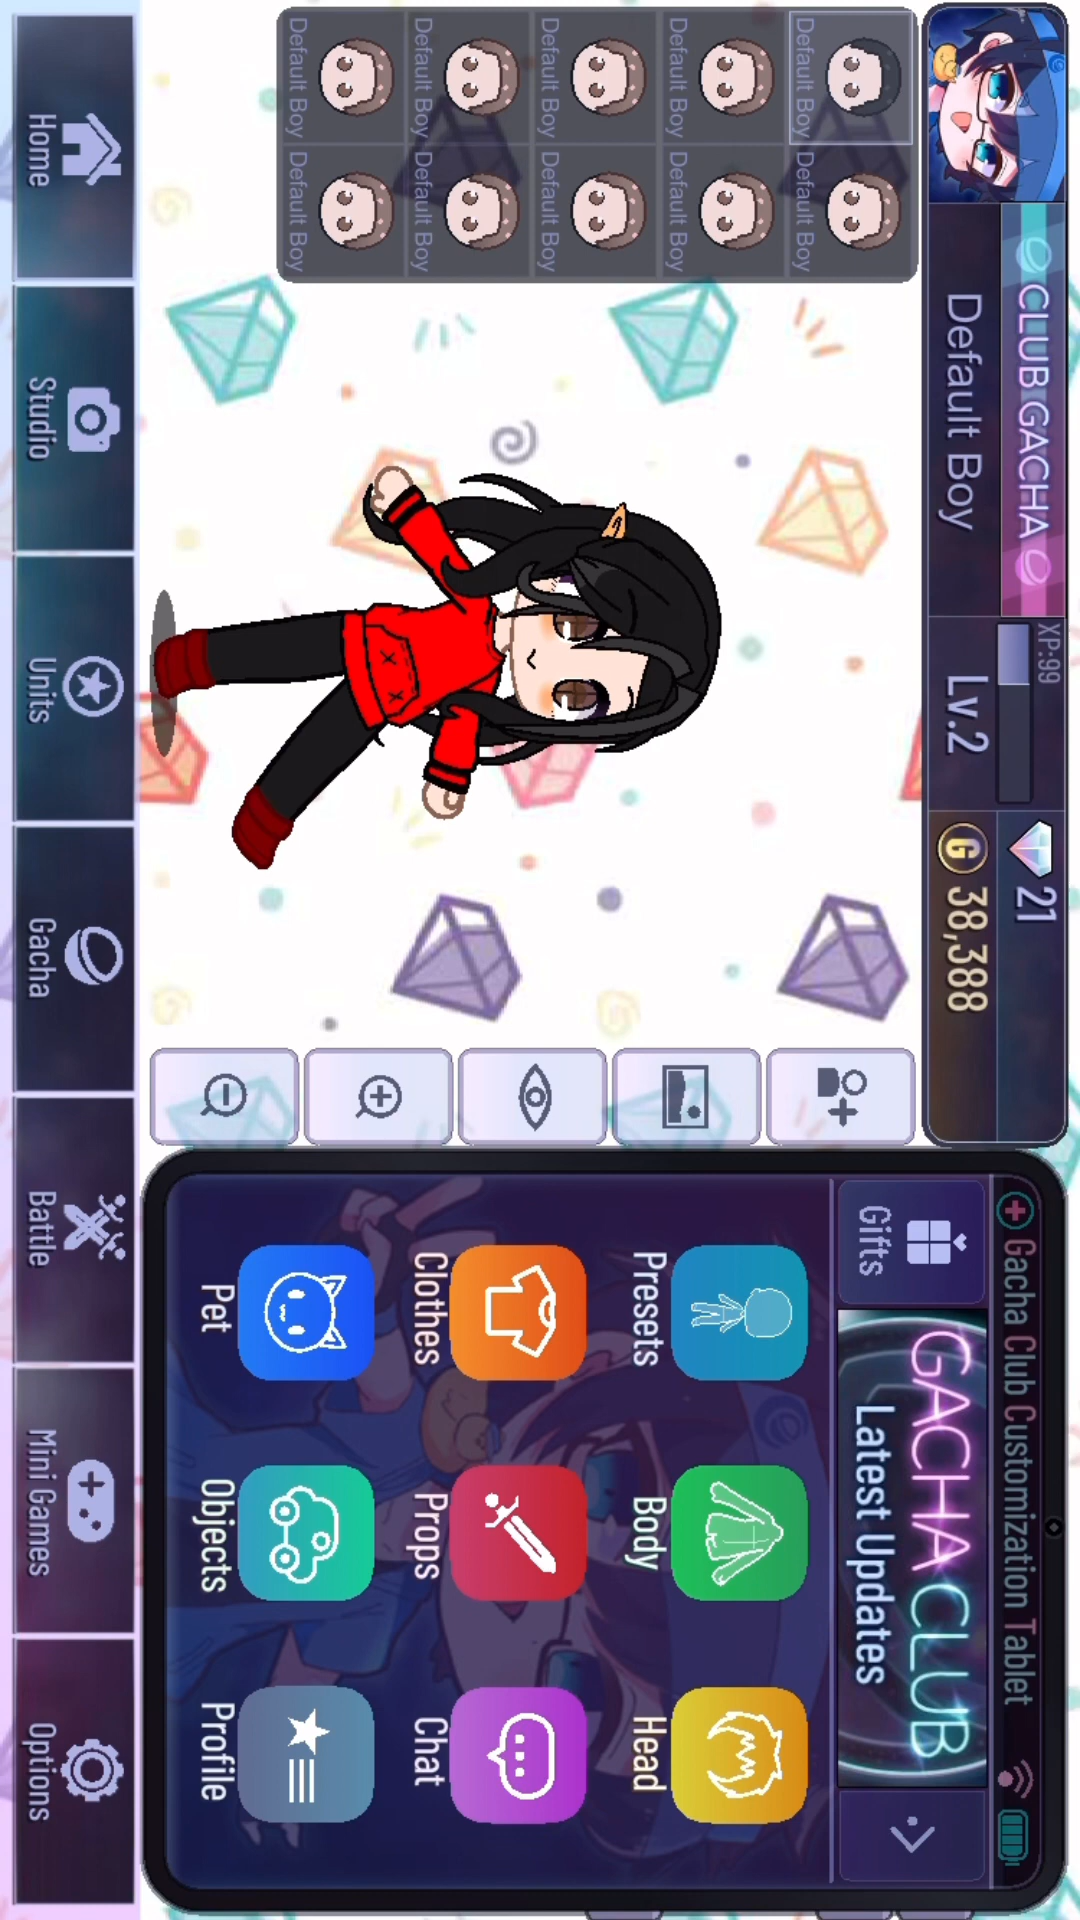 CLUB GACHA
Default Boy
XP:99
Lv.2
21
38,388
Default Boy
Default Boy
Default Boy
Default Boy
Default Boy
Default Boy
Default Boy
Default Boy
Default Boy
Default Boy
Gacha Club Customization Tablet
Gifts
GACHA CLUB
Latest Updates
Presets
Body
Head
Clothes
Props
Chat
Pet
Objects
Profile
Home
Studio
Units
Gacha
Battle
Mini Games
Options